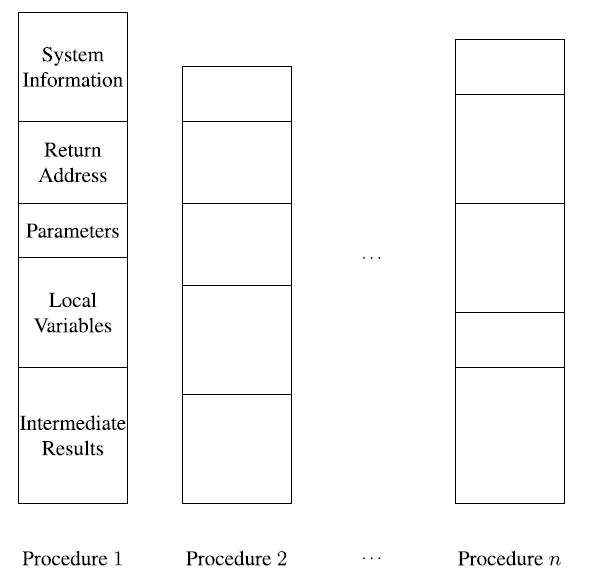 System
Information
Return
Address
Parameters
Local
Variables
Intermediate
Results
...
Procedure 1
Procedure 2
...
Procedure n